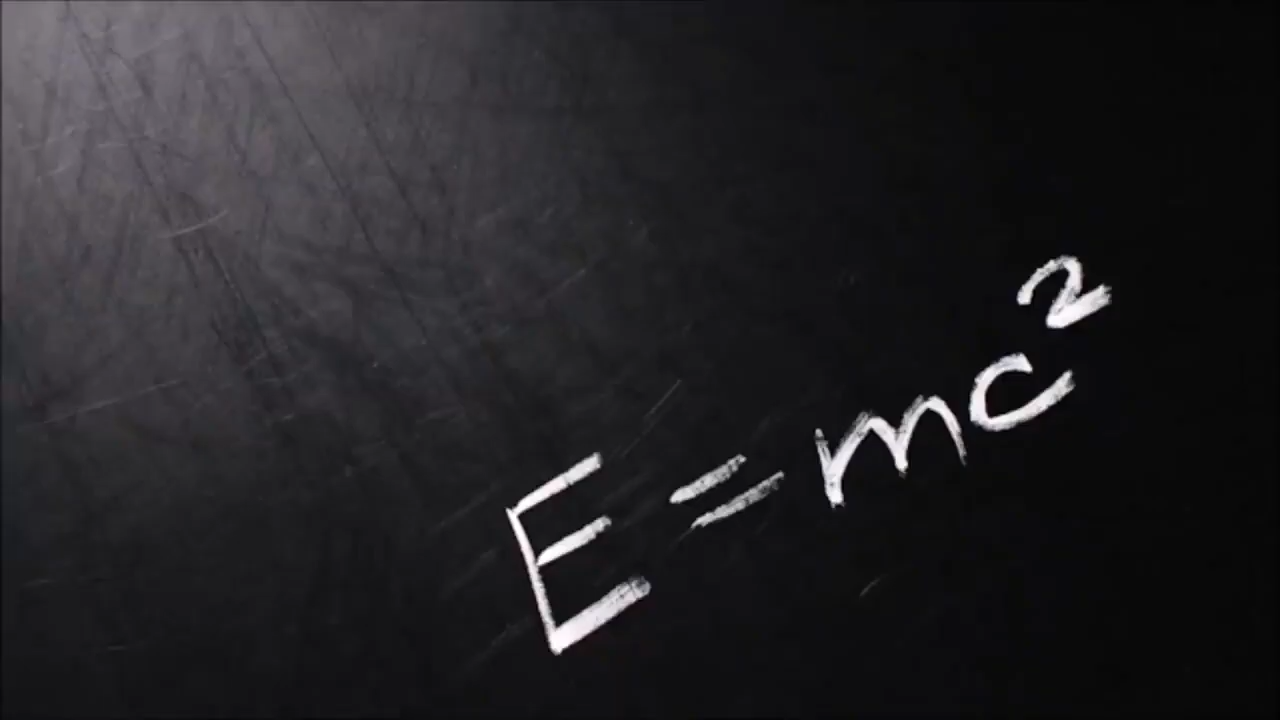 E = mc²